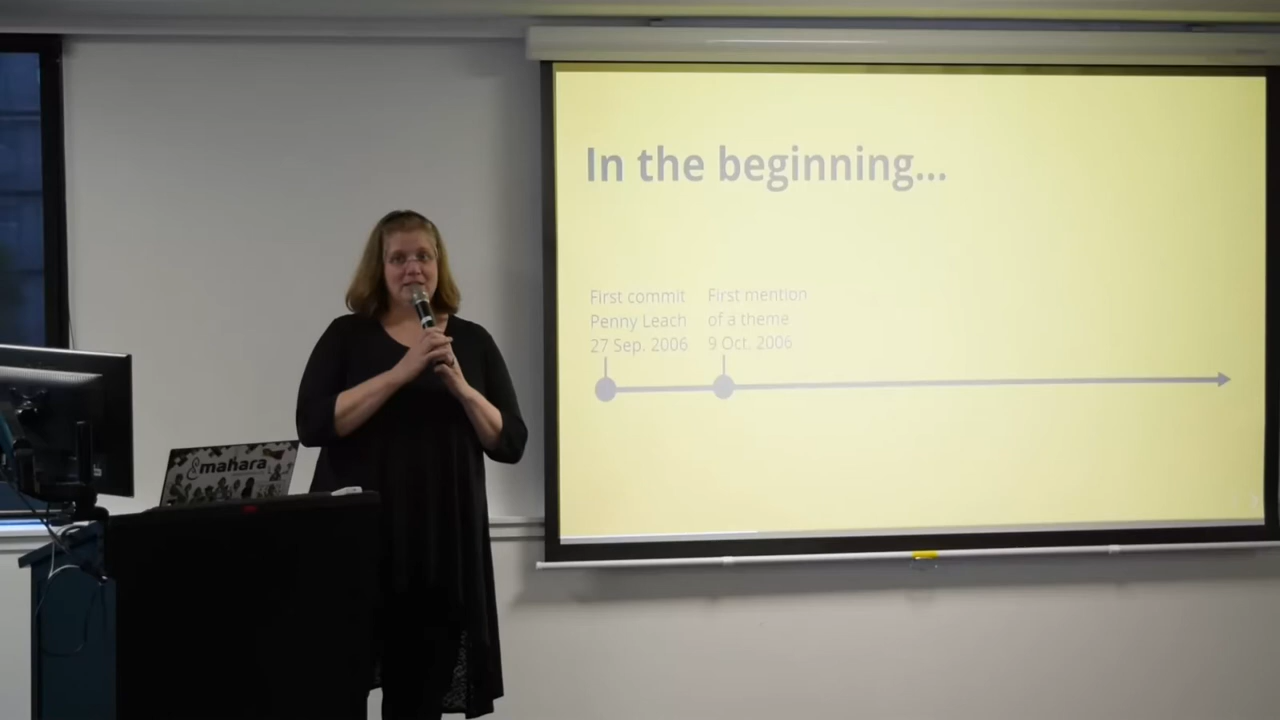 In the beginning...
First commit
Penny Leach
27 Sep. 2006
First mention
of a theme
9 Oct. 2006
mahara